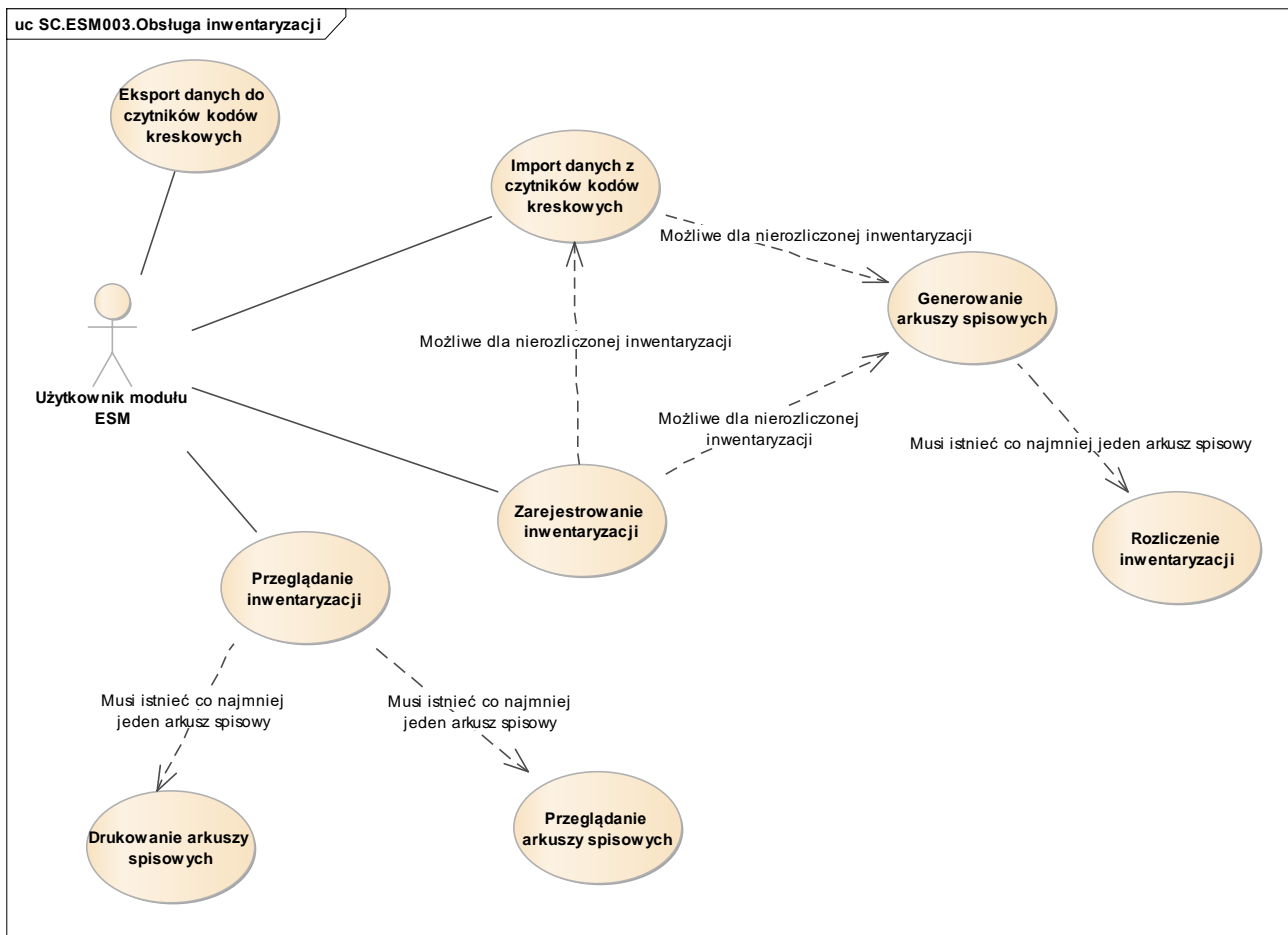 uc SC.ESM003.Obsługa inwentaryzacji
Eksport danych do
czytników kodów
kreskowych
Import danych z
czytników kodów
kreskowych
Możliwe dla nierozliczonej inwentaryzacji
Generowanie
arkuszy spisowych
Możliwe dla nierozliczonej inwentaryzacji
Użytkownik modułu
ESM
Możliwe dla nierozliczonej
inwentaryzacji
Musi istnieć co najmniej jeden arkusz spisowy
Zarejestrowanie
inwentaryzacji
Rozliczenie
inwentaryzacji
Przeglądanie
inwentaryzacji
Musi istnieć co najmniej
jeden arkusz spisowy
Musi istnieć co najmniej
jeden arkusz spisowy
Drukowanie arkuszy
spisowych
Przeglądanie
arkuszy spisowych